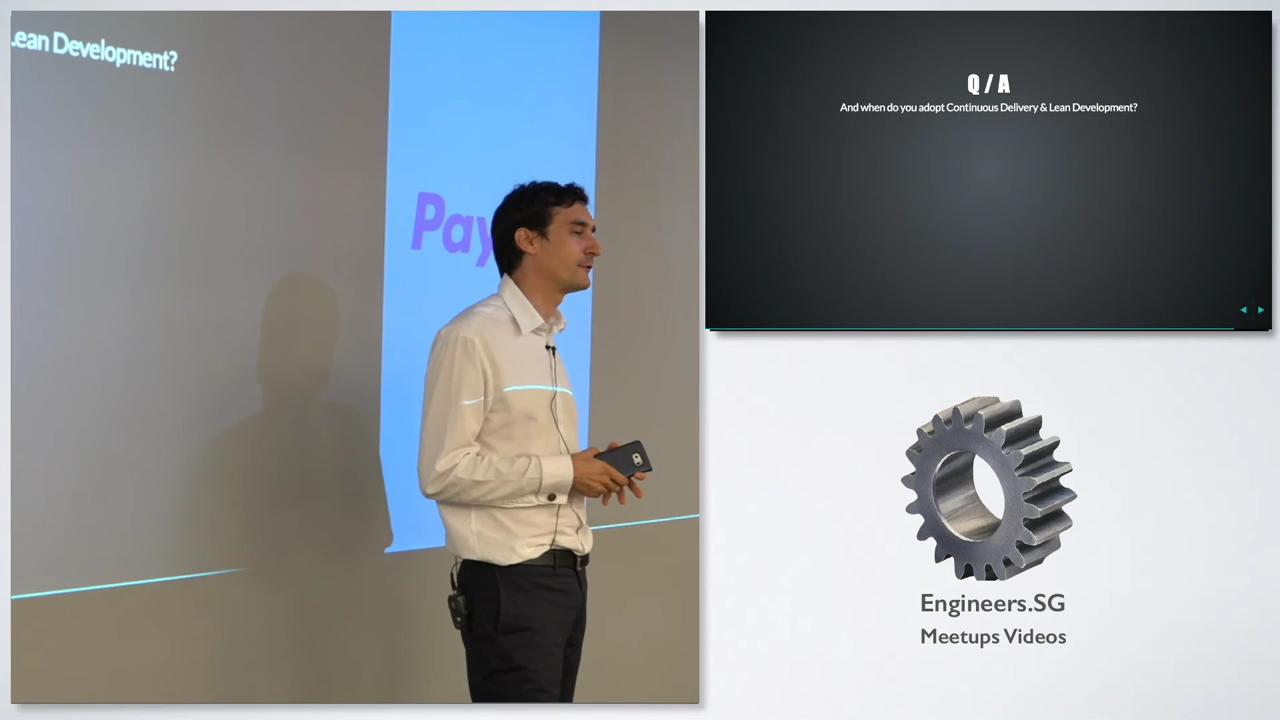 Lean Development?
Pay
Q / A
And when do you adopt Continuous Delivery & Lean Development?
Engineers.SG
Meetups Videos